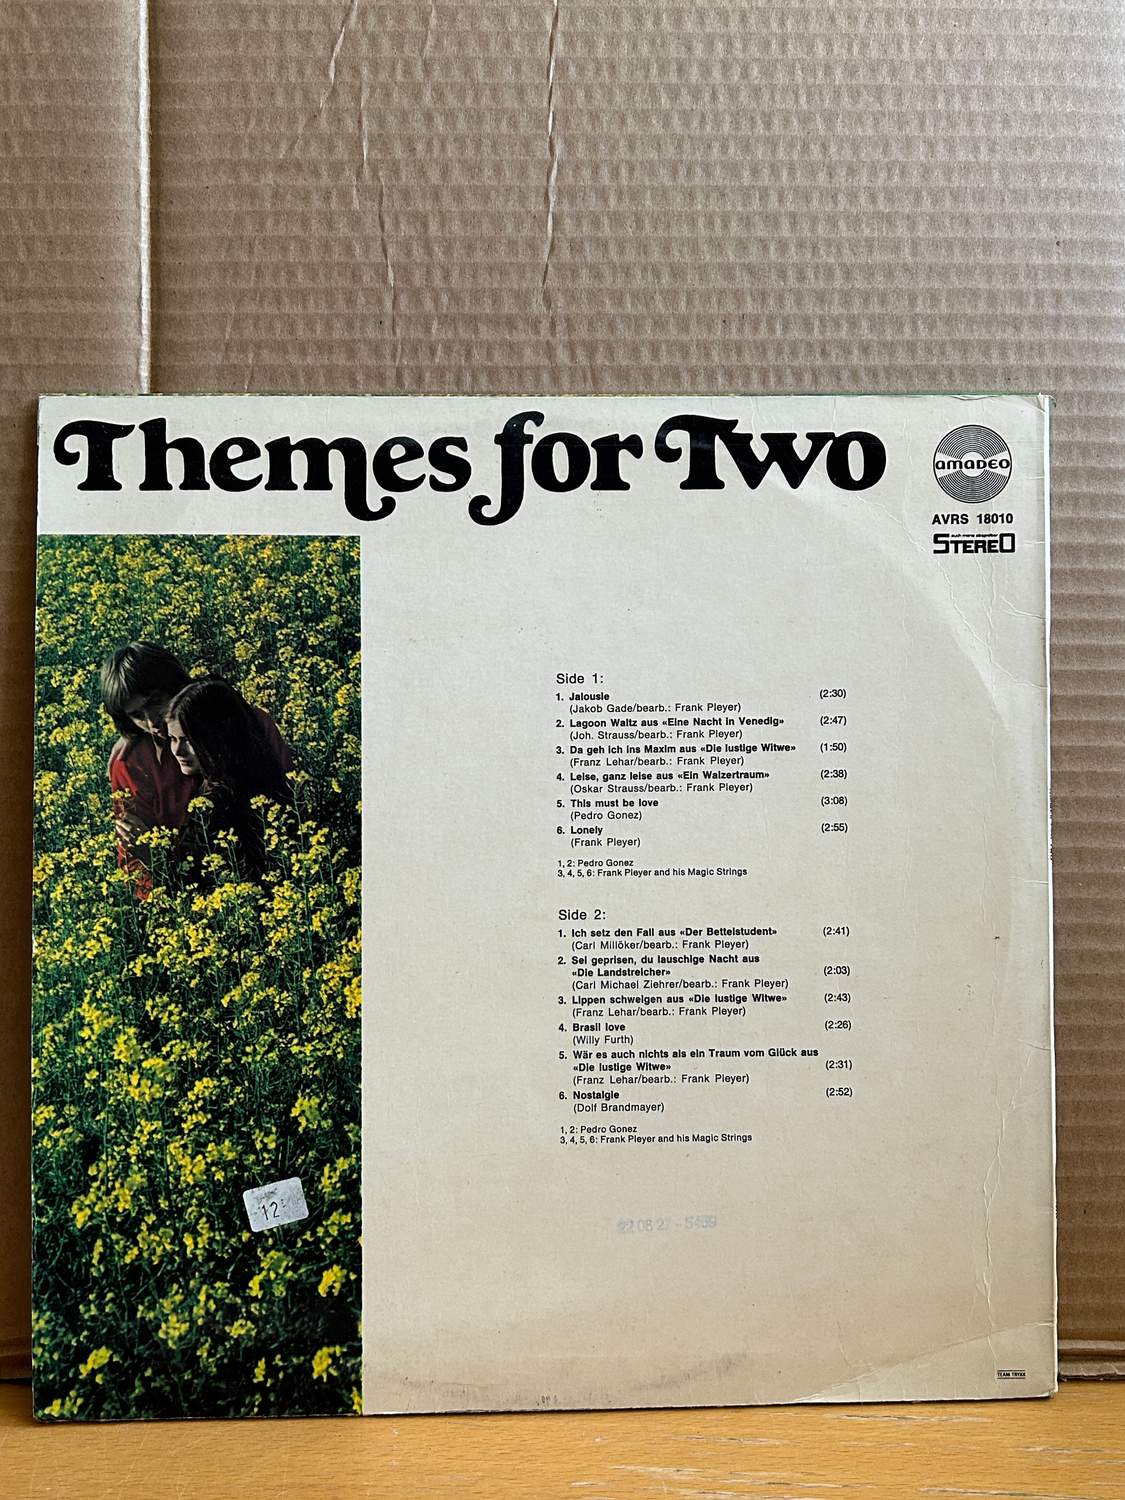 Themes for Two
amadeo
AVRS 18010
auch mono abspielbar
STEREO
Side 1:
1. Jalousie (2:30)
(Jakob Gade/bearb.: Frank Pleyer)
2. Lagoon Waltz aus «Eine Nacht in Venedig» (2:47)
(Joh. Strauss/bearb.: Frank Pleyer)
3. Da geh ich ins Maxim aus «Die lustige Witwe» (1:50)
(Franz Lehar/bearb.: Frank Pleyer)
4. Leise, ganz leise aus «Ein Walzertraum» (2:38)
(Oskar Strauss/bearb.: Frank Pleyer)
5. This must be love (3:08)
(Pedro Gonez)
6. Lonely (2:55)
(Frank Pleyer)
1, 2: Pedro Gonez
3, 4, 5, 6: Frank Pleyer and his Magic Strings
Side 2:
1. Ich setz den Fall aus «Der Bettelstudent» (2:41)
(Carl Millöker/bearb.: Frank Pleyer)
2. Sei geprisen, du lauschige Nacht aus
«Die Landstreicher» (2:03)
(Carl Michael Ziehrer/bearb.: Frank Pleyer)
3. Lippen schweigen aus «Die lustige Witwe» (2:43)
(Franz Lehar/bearb.: Frank Pleyer)
4. Brasil love (2:26)
(Willy Furth)
5. Wär es auch nichts als ein Traum vom Glück aus
«Die lustige Witwe» (2:31)
(Franz Lehar/bearb.: Frank Pleyer)
6. Nostalgie (2:52)
(Dolf Brandmayer)
1, 2: Pedro Gonez
3, 4, 5, 6: Frank Pleyer and his Magic Strings
12
TEAM TRYXX